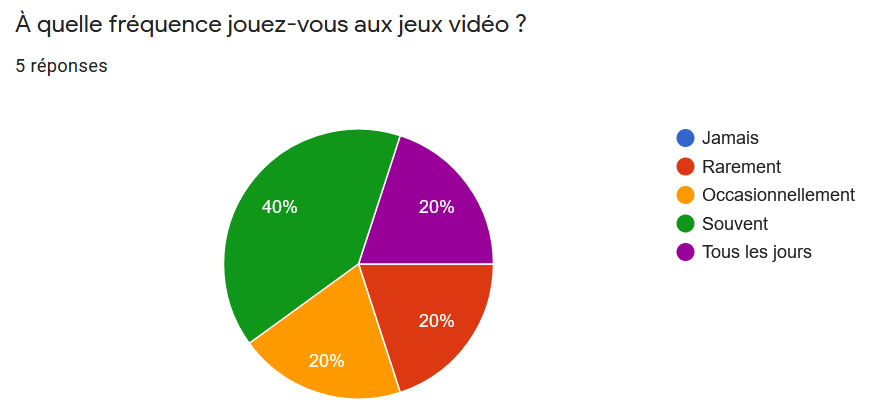 À quelle fréquence jouez-vous aux jeux vidéo ?
5 réponses
40%
20%
20%
20%
Jamais
Rarement
Occasionnellement
Souvent
Tous les jours